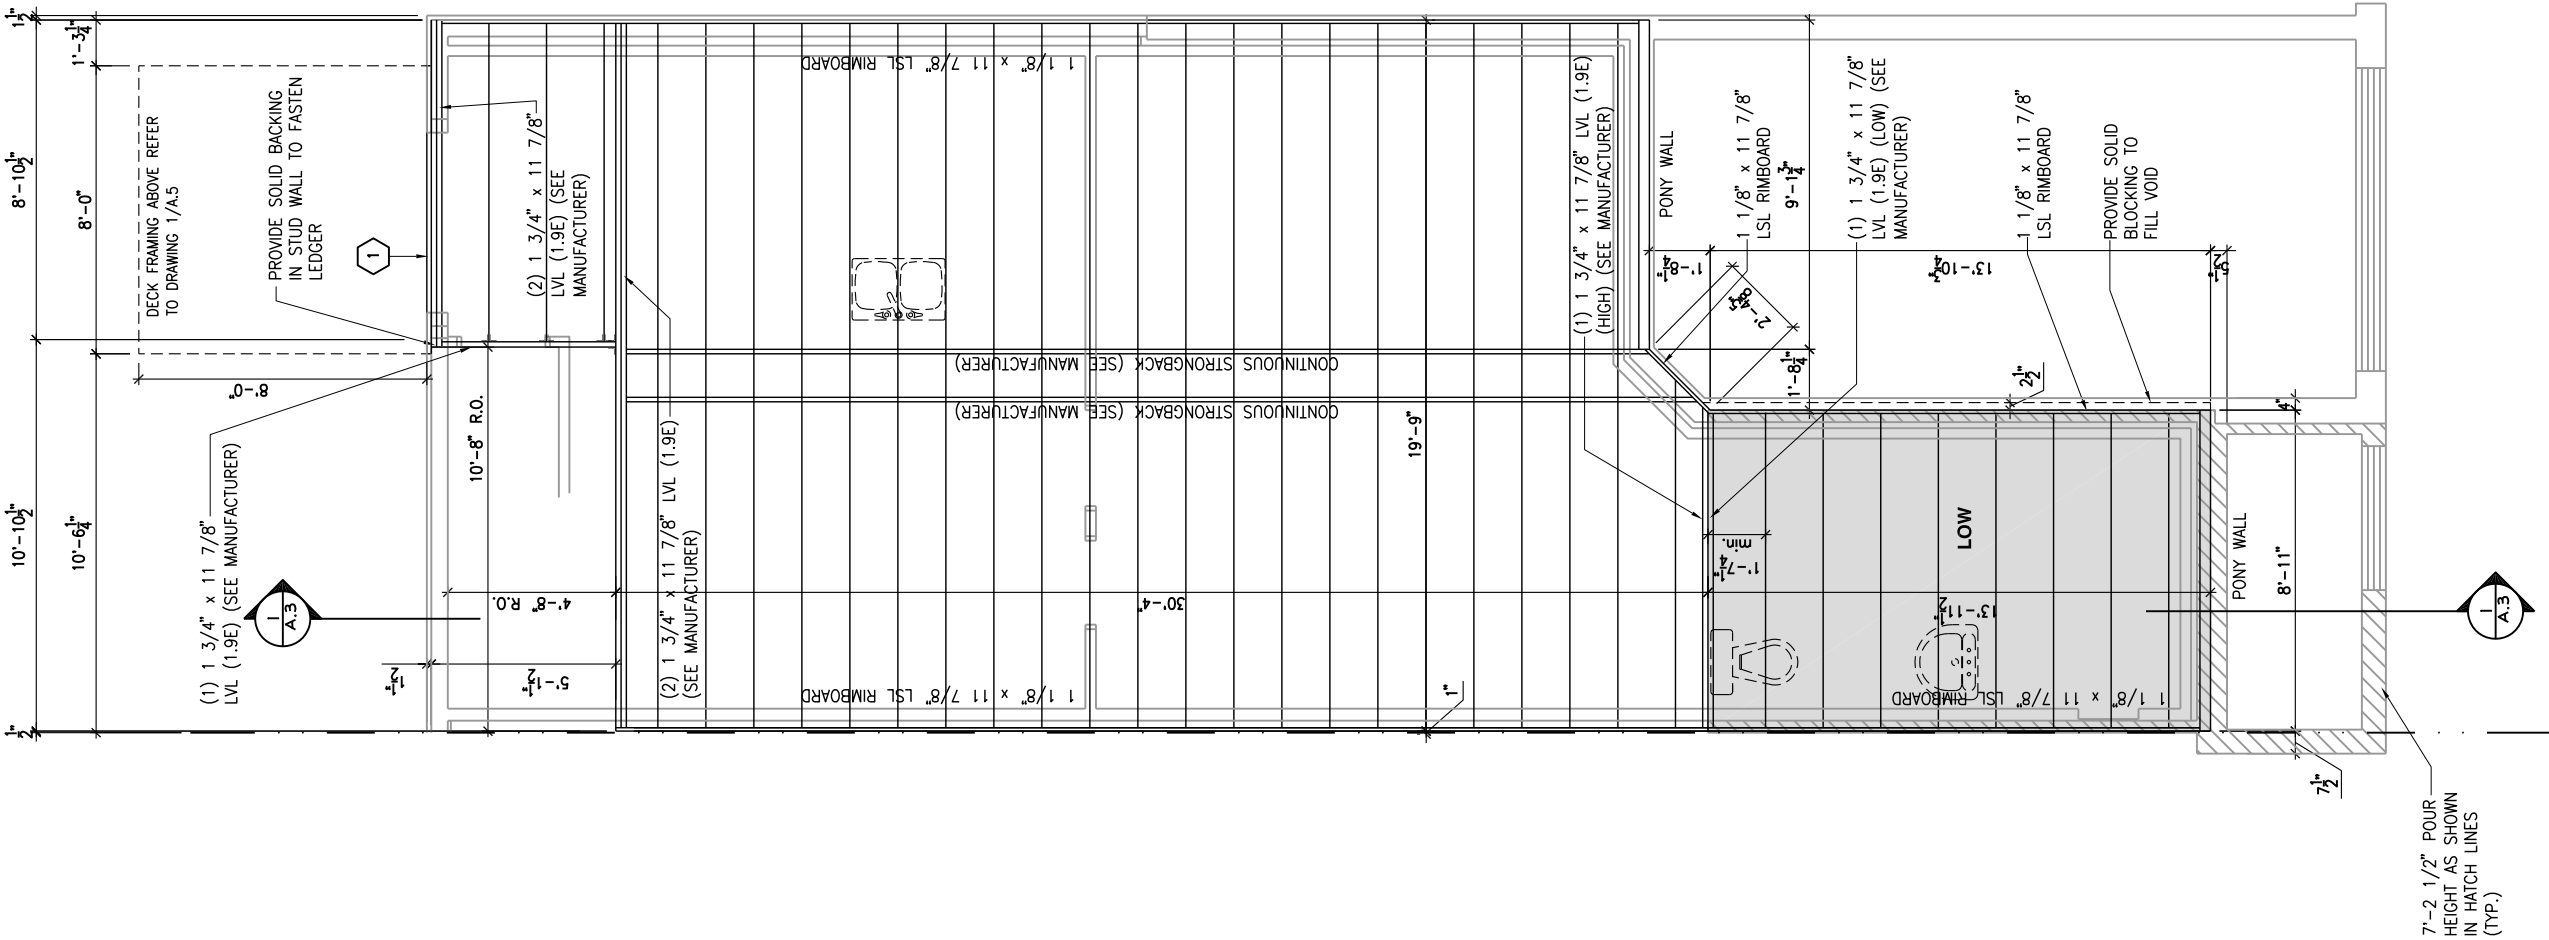 1 1/2"
8'-10 1/2"
10'-10 1/2"
1/2"
1'-3 1/4"
8'-0"
10'-6 1/4"
DECK FRAMING ABOVE REFER
TO DRAWING 1/A.5
8'-0"
PROVIDE SOLID BACKING
IN STUD WALL TO FASTEN
LEDGER
1
(1) 1 3/4" x 11 7/8"
LVL (1.9E) (SEE MANUFACTURER)
1
A.3
1 1/2"
5'-1 1/2"
4'-8" R.O.
10'-8" R.O.
(2) 1 3/4" x 11 7/8"
LVL (1.9E) (SEE
MANUFACTURER)
(2) 1 3/4" x 11 7/8" LVL (1.9E)
(SEE MANUFACTURER)
1 1/8" x 11 7/8" LSL RIMBOARD
1 1/8" x 11 7/8" LSL RIMBOARD
CONTINUOUS STRONGBACK (SEE MANUFACTURER)
CONTINUOUS STRONGBACK (SEE MANUFACTURER)
30'-4"
19'-9"
1"
(1) 1 3/4" x 11 7/8" LVL (1.9E)
(HIGH) (SEE MANUFACTURER)
PONY WALL
1'-8 1/4"
2'-4 5/8"
1 1/8" x 11 7/8"
LSL RIMBOARD
9'-1 3/4"
1'-8 1/4"
(1) 1 3/4" x 11 7/8"
LVL (1.9E) (LOW) (SEE
MANUFACTURER)
13'-10 3/4"
1 1/8" x 11 7/8"
LSL RIMBOARD
2 1/2"
PROVIDE SOLID
BLOCKING TO
FILL VOID
5 1/2"
1'-7 1/4"
min.
LOW
13'-11 1/2"
1 1/8" x 11 7/8" LSL RIMBOARD
PONY WALL
4"
8'-11"
7 1/2"
7'-2 1/2" POUR
HEIGHT AS SHOWN
IN HATCH LINES
(TYP.)
1
A.3